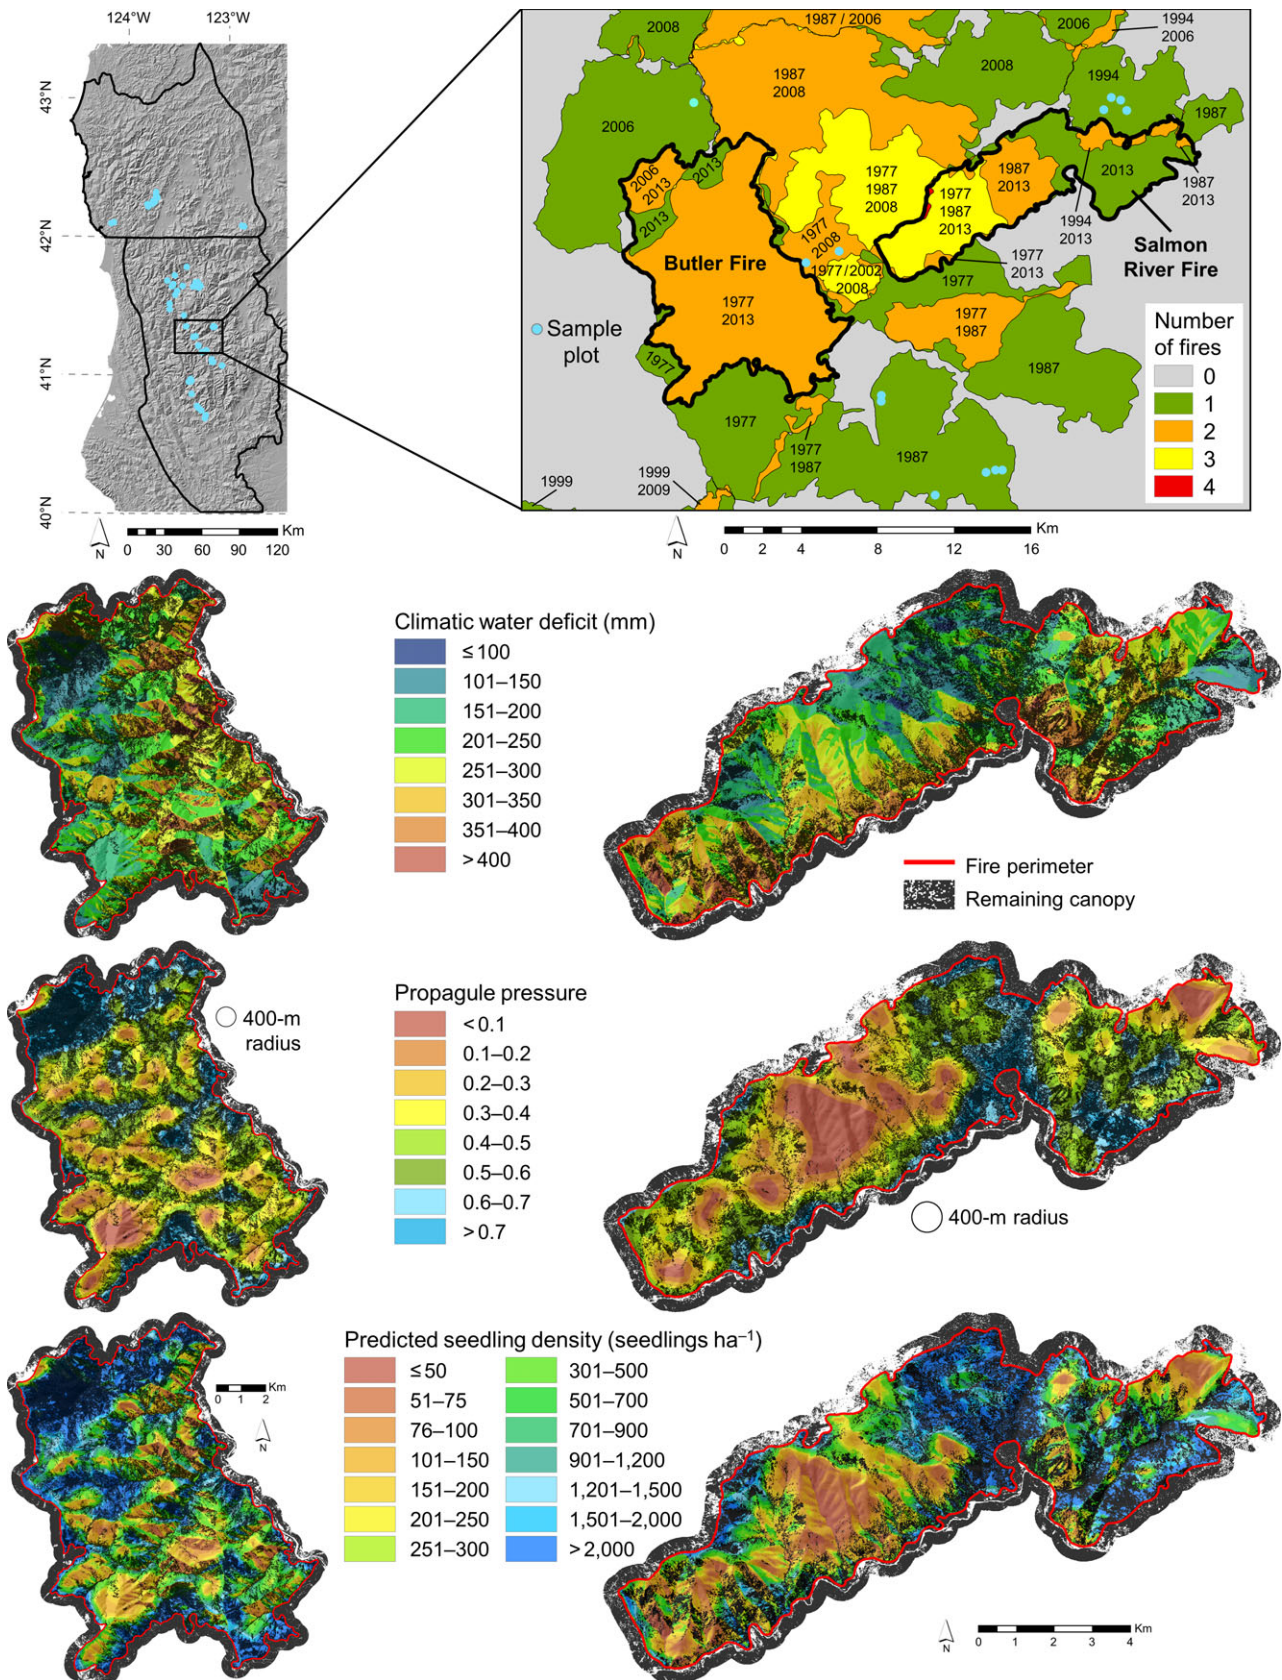 124°W 123°W
43°N
42°N
41°N
40°N
N
Km
0 30 60 90 120
2008
1987 / 2006
2006
1994
2006
1987
2008
2008
1994
2006
1987
2013
2006
2013
1977
1987
2008
1987
2013
2013
1977
1987
2013
1987
2013
2013
1994
2013
1977
2008
Salmon
River Fire
Butler Fire
1977/2002
2008
1977
1977
2013
1977
2013
Sample
plot
1977
1987
1987
1977
1977
1977
1987
1987
1999
1999
2009
Number
of fires
0
1
2
3
4
N
Km
0 2 4 8 12 16
Climatic water deficit (mm)
≤ 100
101–150
151–200
201–250
251–300
301–350
351–400
> 400
Fire perimeter
Remaining canopy
400-m
radius
Propagule pressure
< 0.1
0.1–0.2
0.2–0.3
0.3–0.4
0.4–0.5
0.5–0.6
0.6–0.7
> 0.7
400-m radius
Predicted seedling density (seedlings ha⁻¹)
≤ 50
51–75
76–100
101–150
151–200
201–250
251–300
301–500
501–700
701–900
901–1,200
1,201–1,500
1,501–2,000
> 2,000
Km
0 1 2
N
N
Km
0 1 2 4